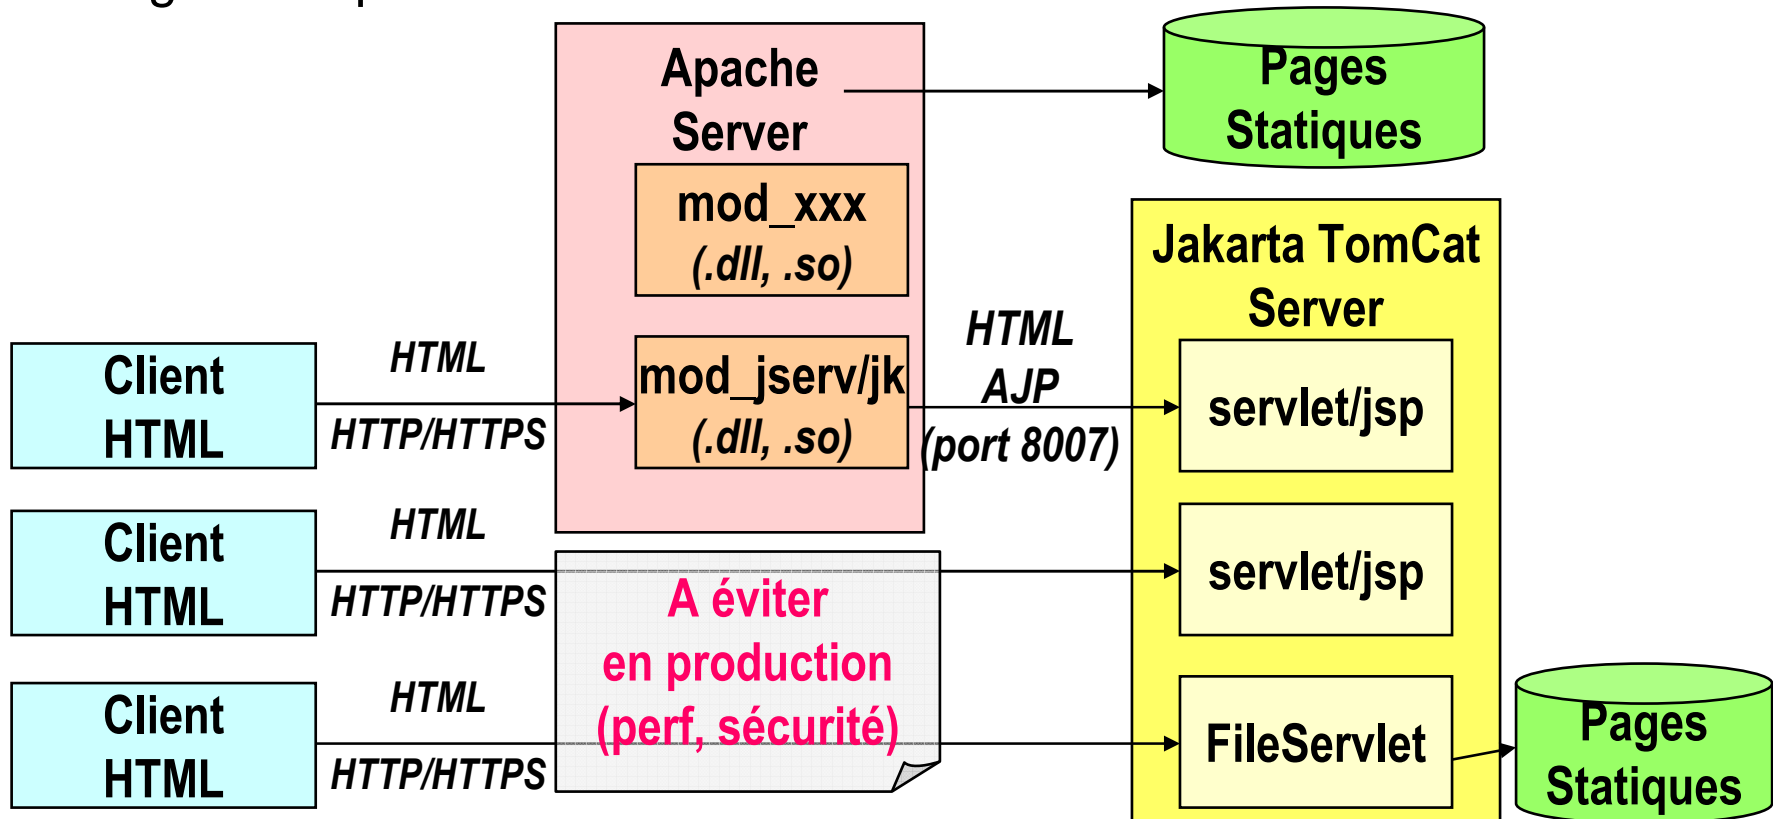 Apache
Server
Pages
Statiques
mod_xxx
(.dll, .so)
Jakarta TomCat
Server
Client
HTML
HTML
HTTP/HTTPS
mod_jserv/jk
(.dll, .so)
HTML
AJP
(port 8007)
servlet/jsp
Client
HTML
HTML
HTTP/HTTPS
servlet/jsp
A éviter
en production
(perf, sécurité)
Client
HTML
HTML
HTTP/HTTPS
FileServlet
Pages
Statiques